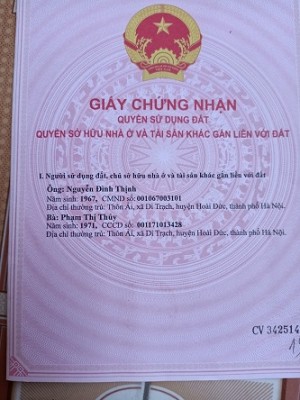 GIẤY CHỨNG NHẬN
QUYỀN SỬ DỤNG ĐẤT
QUYỀN SỞ HỮU NHÀ Ở VÀ TÀI SẢN KHÁC GẮN LIỀN VỚI ĐẤT
I. Người sử dụng đất, chủ sở hữu nhà ở và tài sản khác gắn liền với đất
Ông: Nguyễn Đình Thịnh
Năm sinh: 1967, CMND số: 001067003101
Địa chỉ thường trú: Thôn Ải, xã Di Trạch, huyện Hoài Đức, thành phố Hà Nội.
Bà: Phạm Thị Thúy
Năm sinh: 1971, CCCD số: 001171013428
Địa chỉ thường trú: Thôn Ải, xã Di Trạch, huyện Hoài Đức, thành phố Hà Nội.
CV 342514